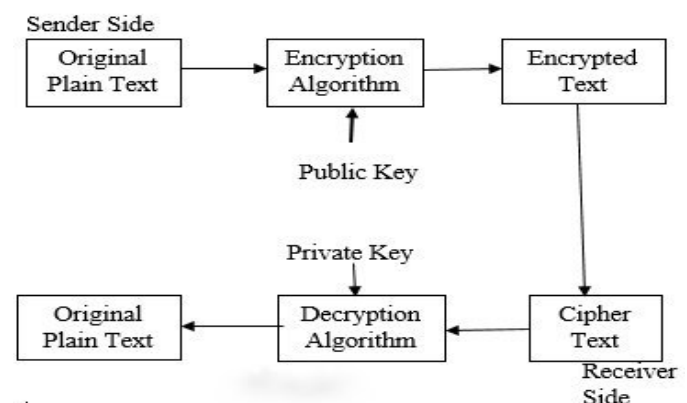 Sender Side
Original
Plain Text
Encryption
Algorithm
Encrypted
Text
Public Key
Private Key
Original
Plain Text
Decryption
Algorithm
Cipher
Text
Receiver
Side